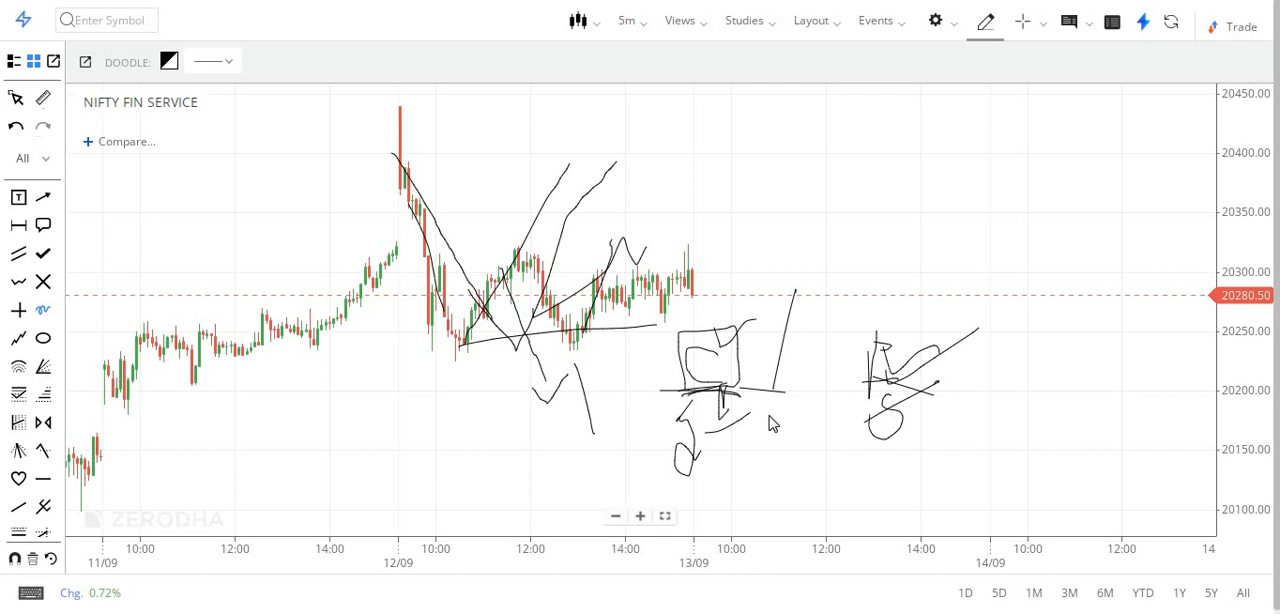 Enter Symbol
5m Views Studies Layout Events Trade
DOODLE:
NIFTY FIN SERVICE
+ Compare...
All
T
20450.00
20400.00
20350.00
20300.00
20280.50
20250.00
20200.00
20150.00
20100.00
ZERODHA
10:00 12:00 14:00 10:00 12:00 14:00 10:00 12:00 14:00 10:00 12:00 14
11/09 12/09 13/09 14/09
Chg. 0.72% 1D 5D 1M 3M 6M YTD 1Y 5Y All